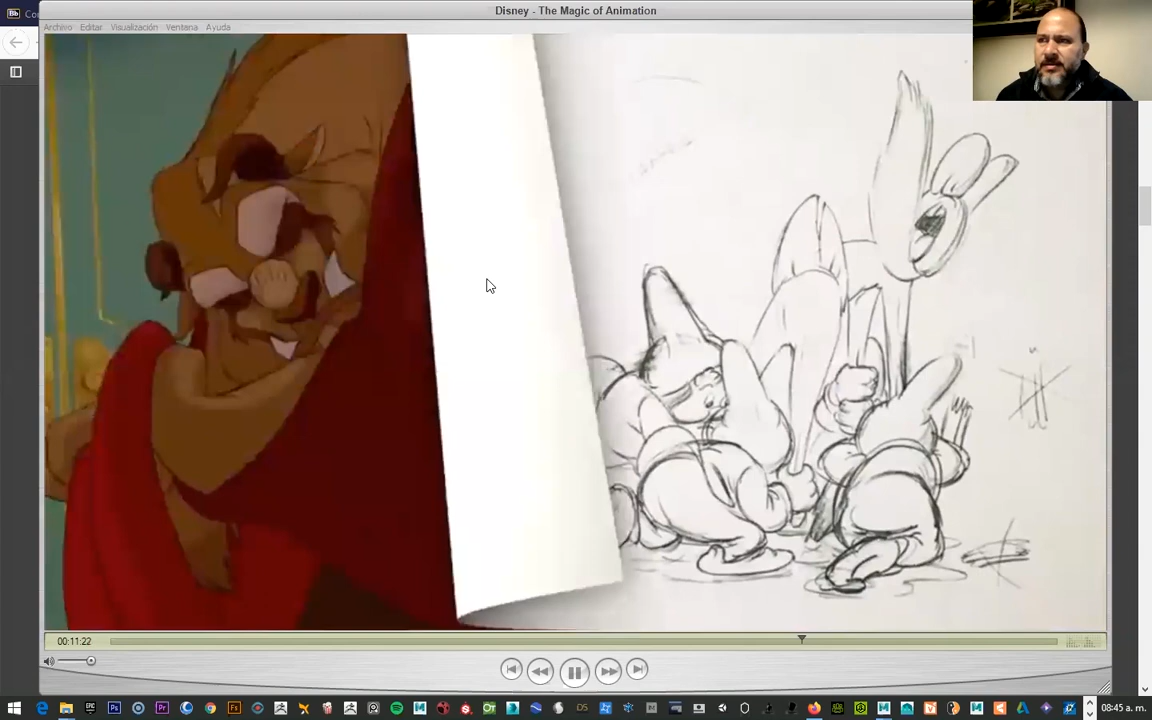 Disney - The Magic of Animation
Archivo Editar Visualización Ventana Ayuda
00:11:22
08:45 a. m.